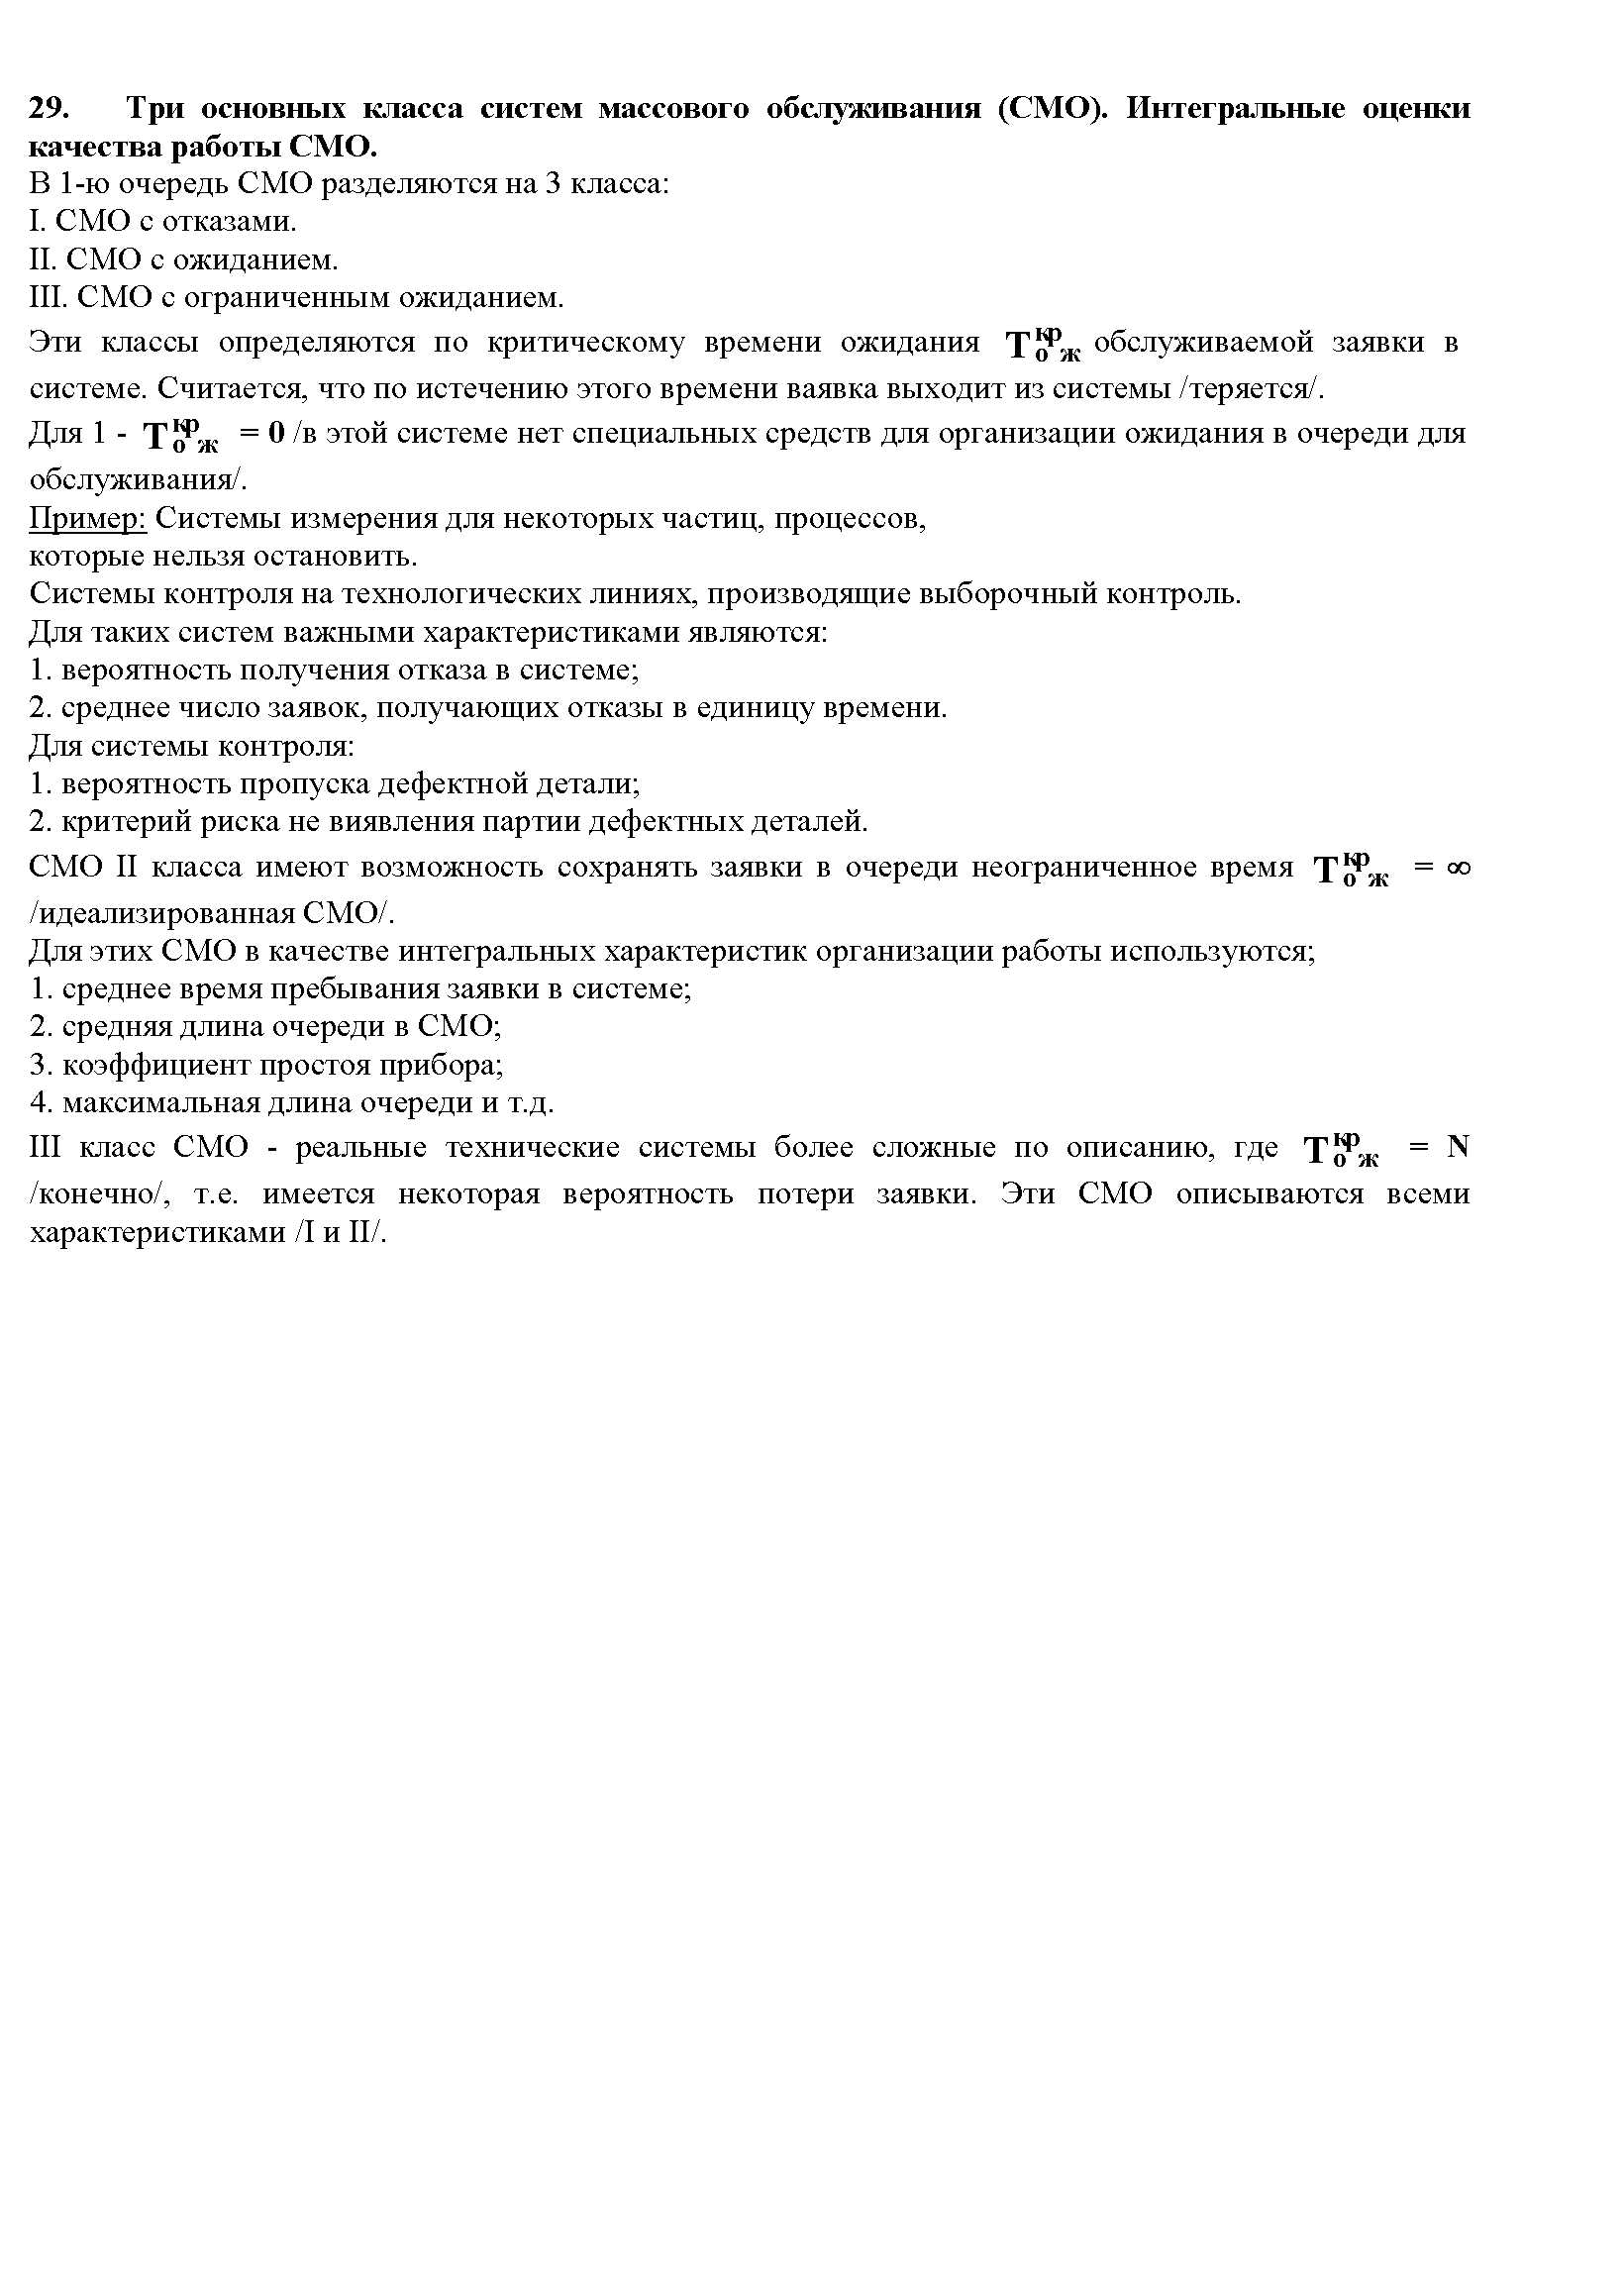 29. Три основных класса систем массового обслуживания (СМО). Интегральные оценки
качества работы СМО.
В 1-ю очередь СМО разделяются на 3 класса:
I. СМО с отказами.
II. СМО с ожиданием.
III. СМО с ограниченным ожиданием.
Эти классы определяются по критическому времени ожидания Т кр о ж обслуживаемой заявки в
системе. Считается, что по истечению этого времени ваявка выходит из системы /теряется/.
Для 1 - Т кр о ж = 0 /в этой системе нет специальных средств для организации ожидания в очереди для
обслуживания/.
Пример: Системы измерения для некоторых частиц, процессов,
которые нельзя остановить.
Системы контроля на технологических линиях, производящие выборочный контроль.
Для таких систем важными характеристиками являются:
1. вероятность получения отказа в системе;
2. среднее число заявок, получающих отказы в единицу времени.
Для системы контроля:
1. вероятность пропуска дефектной детали;
2. критерий риска не виявления партии дефектных деталей.
СМО II класса имеют возможность сохранять заявки в очереди неограниченное время Т кр о ж = ∞
/идеализированная СМО/.
Для этих СМО в качестве интегральных характеристик организации работы используются;
1. среднее время пребывания заявки в системе;
2. средняя длина очереди в СМО;
3. коэффициент простоя прибора;
4. максимальная длина очереди и т.д.
III класс СМО - реальные технические системы более сложные по описанию, где Т кр о ж = N
/конечно/, т.е. имеется некоторая вероятность потери заявки. Эти СМО описываются всеми
характеристиками /I и II/.